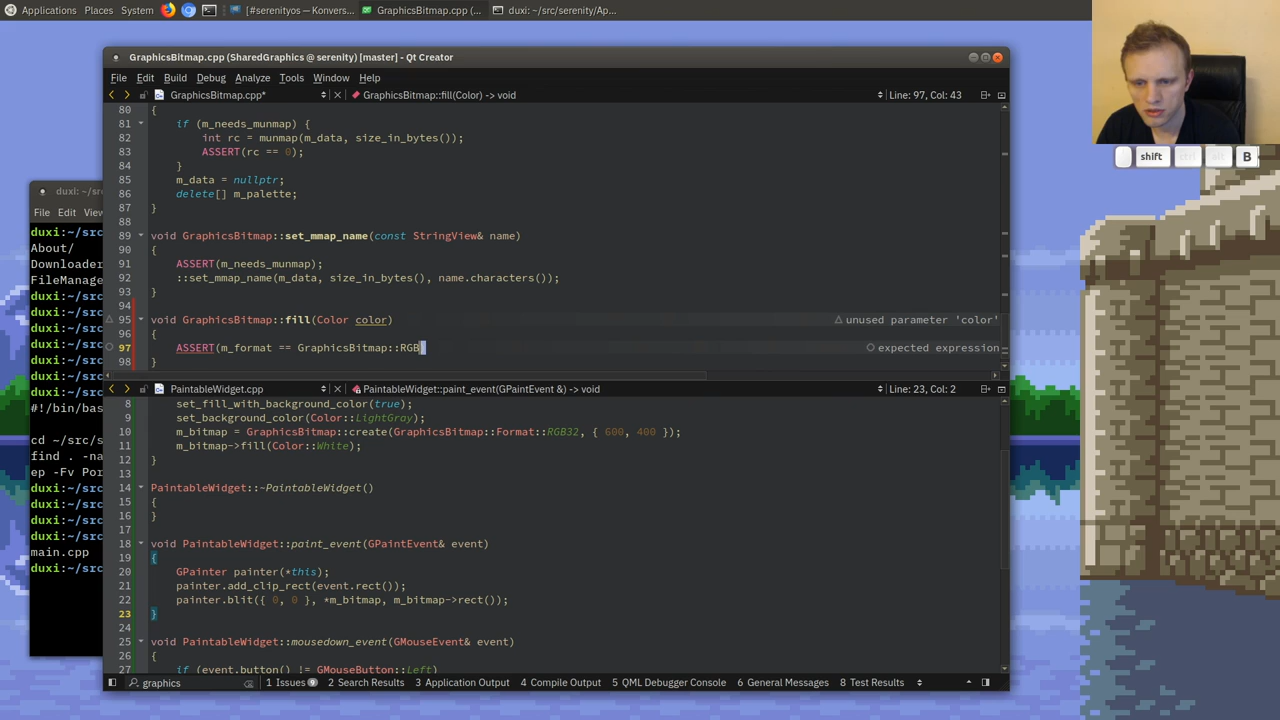 Applications Places System [#serenityos — Konvers... GraphicsBitmap.cpp (... duxi: ~/src/serenity/Ap...
GraphicsBitmap.cpp (SharedGraphics @ serenity) [master] - Qt Creator
File Edit Build Debug Analyze Tools Window Help
GraphicsBitmap.cpp* GraphicsBitmap::fill(Color) -> void Line: 97, Col: 43
80 {
81 if (m_needs_munmap) {
82 int rc = munmap(m_data, size_in_bytes());
83 ASSERT(rc == 0);
84 }
85 m_data = nullptr;
86 delete[] m_palette;
87 }
88
89 void GraphicsBitmap::set_mmap_name(const StringView& name)
90 {
91 ASSERT(m_needs_munmap);
92 ::set_mmap_name(m_data, size_in_bytes(), name.characters());
93 }
94
95 void GraphicsBitmap::fill(Color color) unused parameter 'color'
96 {
97 ASSERT(m_format == GraphicsBitmap::RGB) expected expression
98 }
PaintableWidget.cpp PaintableWidget::paint_event(GPaintEvent &) -> void Line: 23, Col: 2
8 set_fill_with_background_color(true);
9 set_background_color(Color::LightGray);
10 m_bitmap = GraphicsBitmap::create(GraphicsBitmap::Format::RGB32, { 600, 400 });
11 m_bitmap->fill(Color::White);
12 }
13
14 PaintableWidget::~PaintableWidget()
15 {
16 }
17
18 void PaintableWidget::paint_event(GPaintEvent& event)
19 {
20 GPainter painter(*this);
21 painter.add_clip_rect(event.rect());
22 painter.blit({ 0, 0 }, *m_bitmap, m_bitmap->rect());
23 }
24
25 void PaintableWidget::mousedown_event(GMouseEvent& event)
26 {
27 if (event.button() != GMouseButton::Left)
graphics 1 Issues 9 2 Search Results 3 Application Output 4 Compile Output 5 QML Debugger Console 6 General Messages 8 Test Results
duxi: ~/s
File Edit View
duxi:~/src
About/
Downloader
FileManage
duxi:~/src
duxi:~/src
duxi:~/src
duxi:~/src
duxi:~/src
duxi:~/src
duxi:~/src
#!/bin/bas
cd ~/src/s
find . -na
ep -Fv Por
duxi:~/src
duxi:~/src
duxi:~/src
duxi:~/src
main.cpp
duxi:~/src
shift ctrl alt B